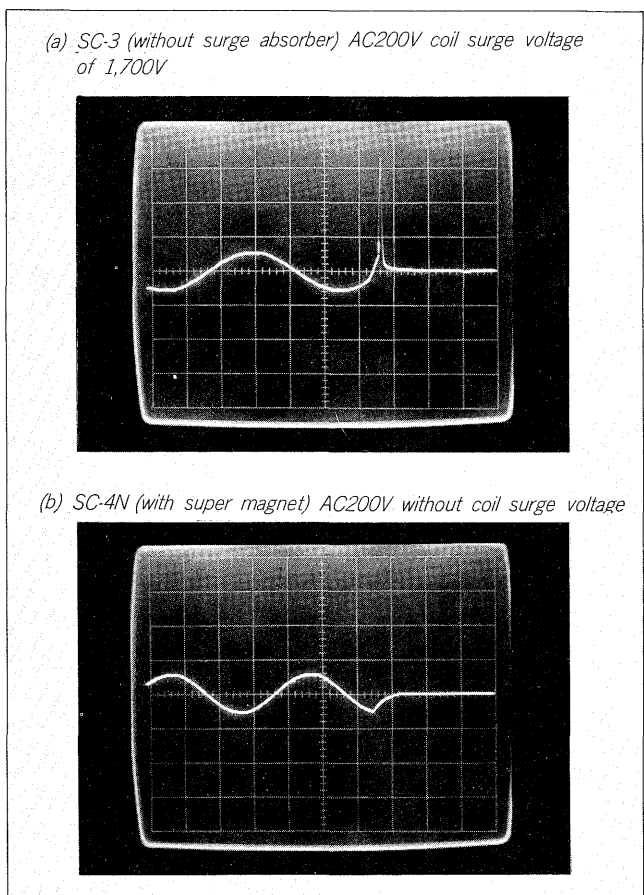 (a) SC-3 (without surge absorber) AC200V coil surge voltage
of 1,700V
(b) SC-4N (with super magnet) AC200V without coil surge voltage